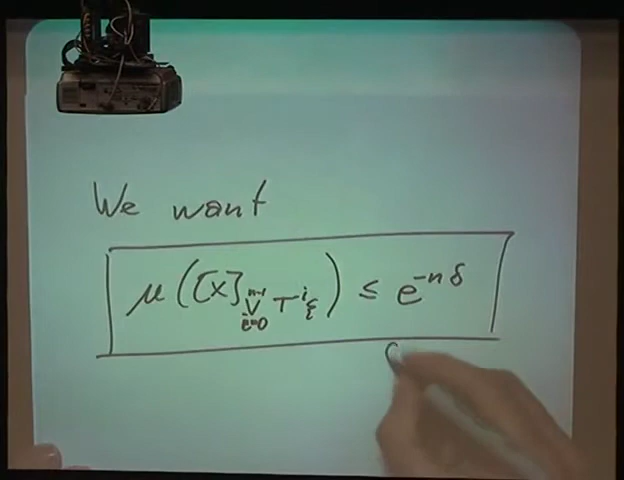 We want
μ([x]_{⋁_{i=0}^{n-1} T^{-i}ξ}) ≤ e^{-nδ}